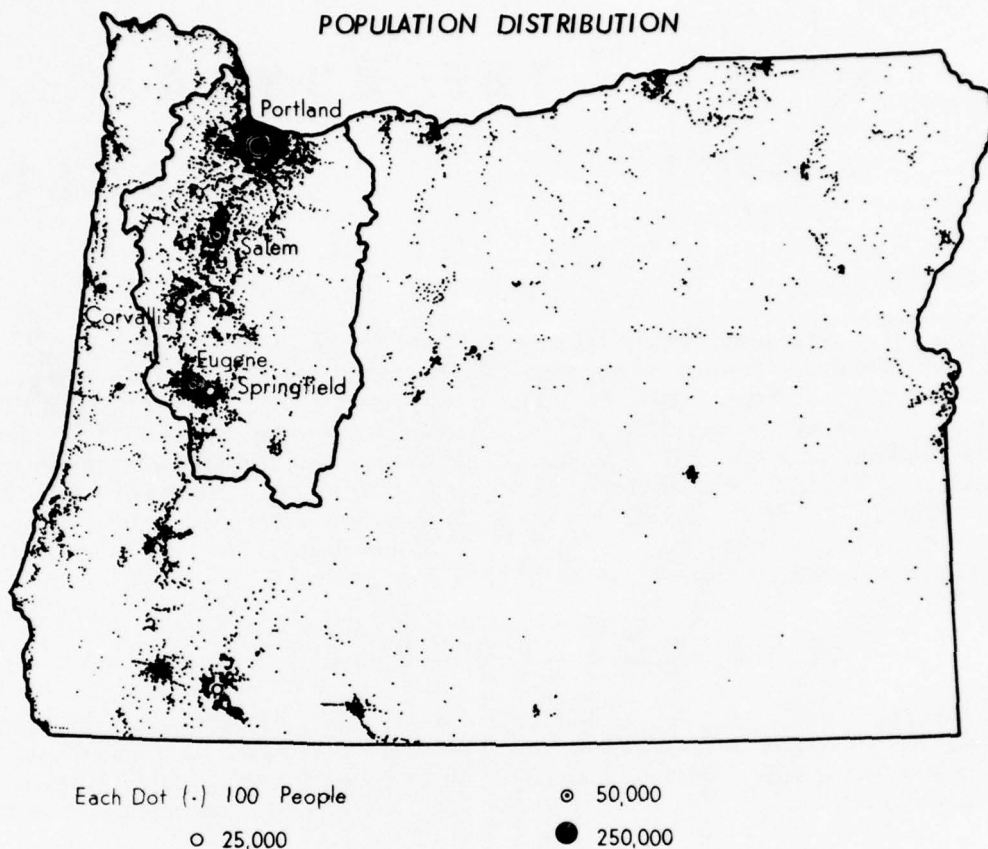 POPULATION DISTRIBUTION
Portland
Salem
Corvallis
Eugene
Springfield
Each Dot (·) 100 People
50,000
25,000
250,000